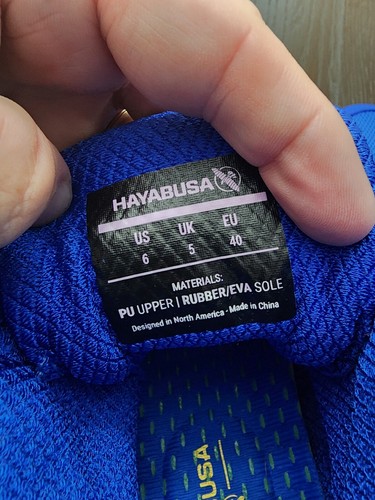 HAYABUSA
US UK EU
6 5 40
MATERIALS:
PU UPPER | RUBBER/EVA SOLE
Designed in North America - Made in China
USA